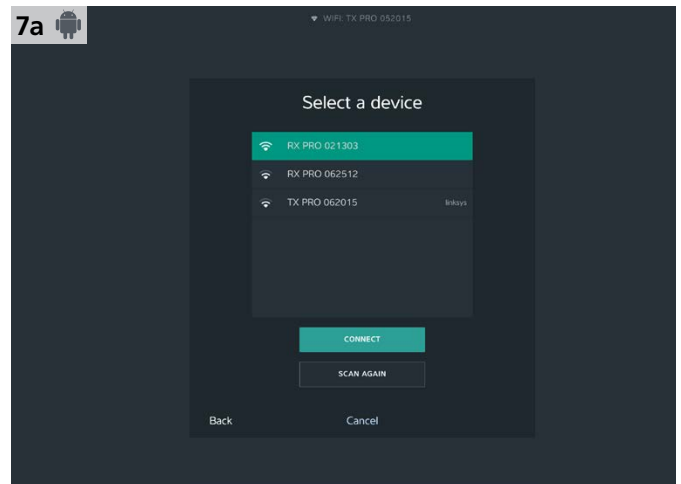 7a
WIFI: TX PRO 052015
Select a device
RX PRO 021303
RX PRO 062512
TX PRO 062015 linksys
CONNECT
SCAN AGAIN
Back Cancel